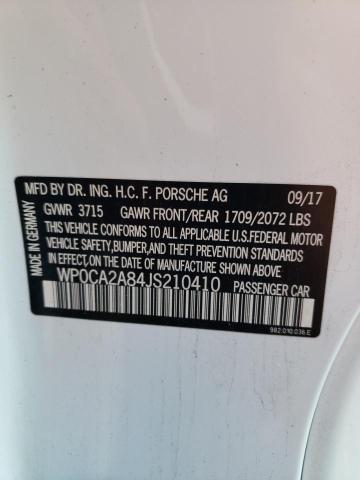 MFD BY DR. ING. H.C. F. PORSCHE AG 09/17
GVWR 3715 GAWR FRONT/REAR 1709/2072 LBS
THIS VEHICLE CONFORMS TO ALL APPLICABLE U.S.FEDERAL MOTOR
VEHICLE SAFETY,BUMPER,AND THEFT PREVENTION STANDARDS
IN EFFECT ON THE DATE OF MANUFACTURE SHOWN ABOVE.
WP0CA2A84JS210410 PASSENGER CAR
982.010.036.E
MADE IN GERMANY